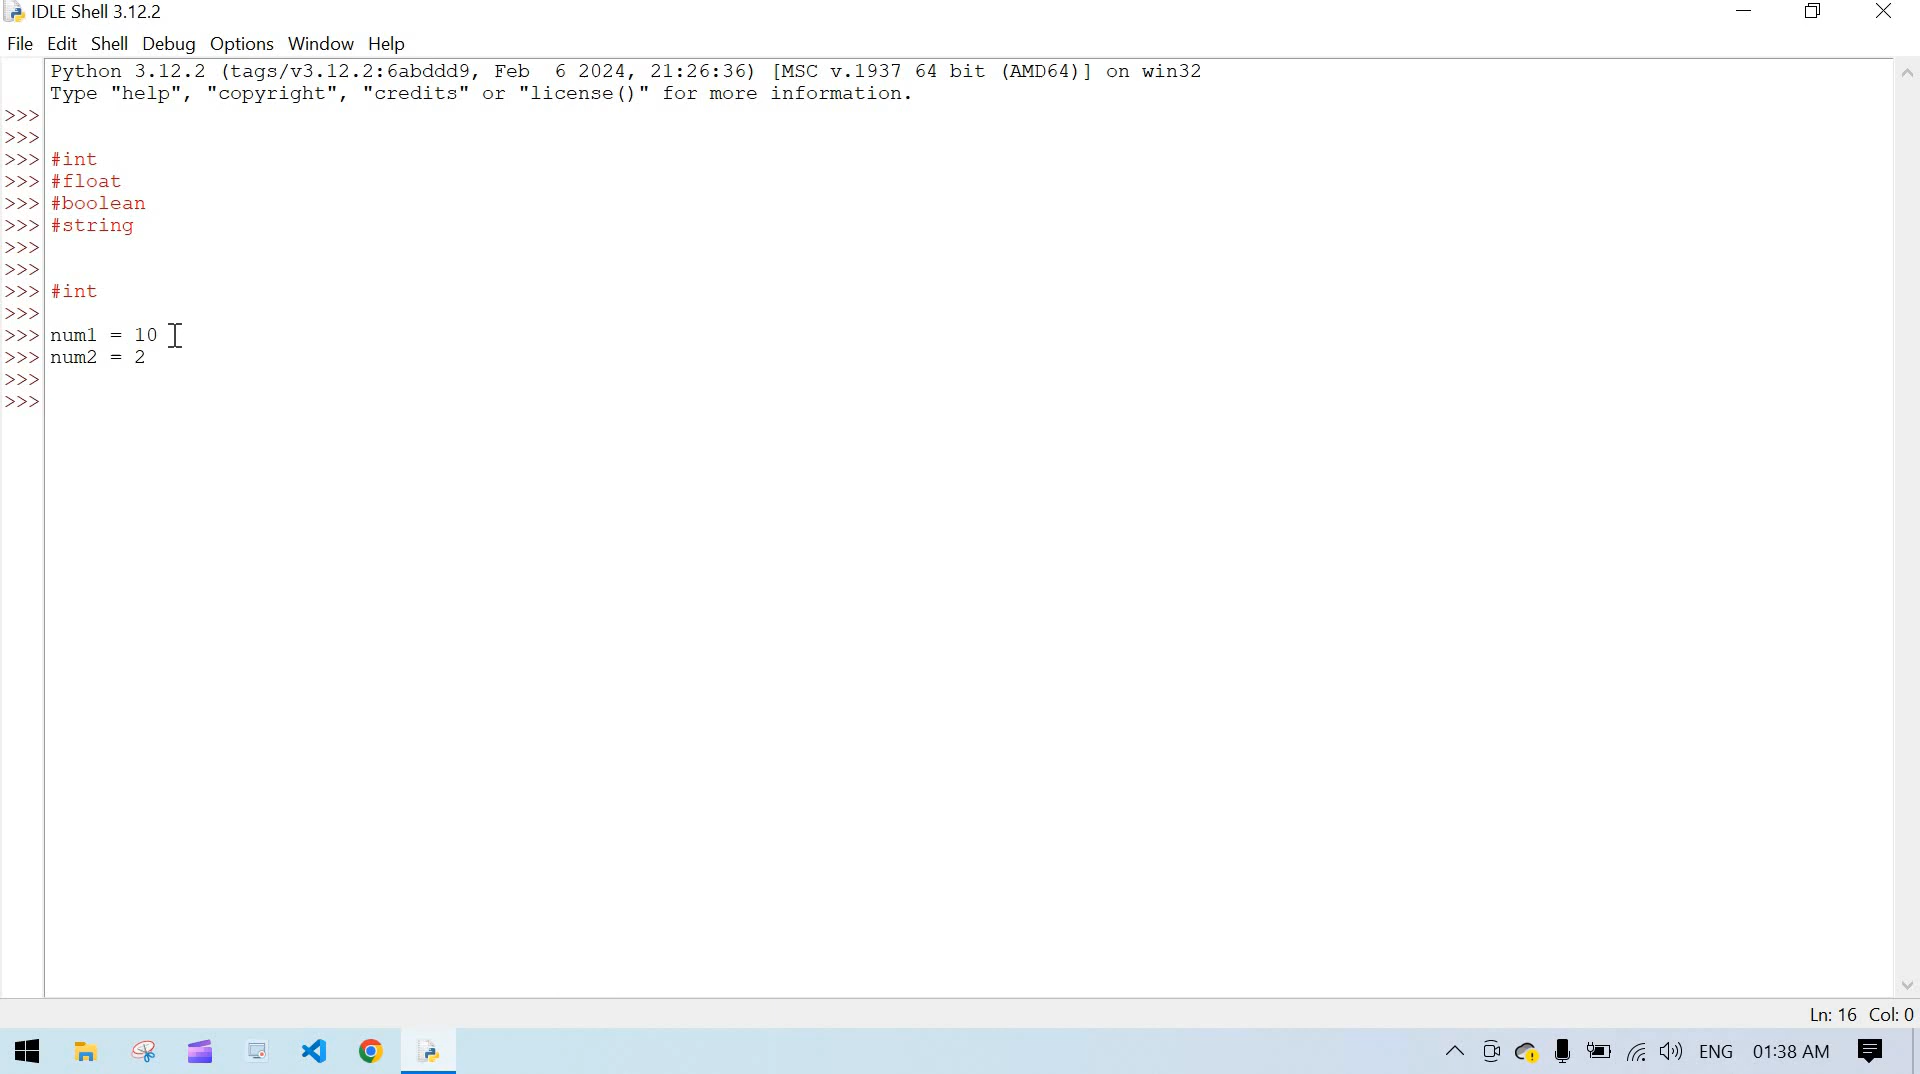 IDLE Shell 3.12.2
File Edit Shell Debug Options Window Help
Python 3.12.2 (tags/v3.12.2:6abddd9, Feb  6 2024, 21:26:36) [MSC v.1937 64 bit (AMD64)] on win32
Type "help", "copyright", "credits" or "license()" for more information.
>>>
>>>
>>> #int
>>> #float
>>> #boolean
>>> #string
>>>
>>>
>>> #int
>>>
>>> num1 = 10
>>> num2 = 2
>>>
>>>
Ln: 16 Col: 0
ENG 01:38 AM